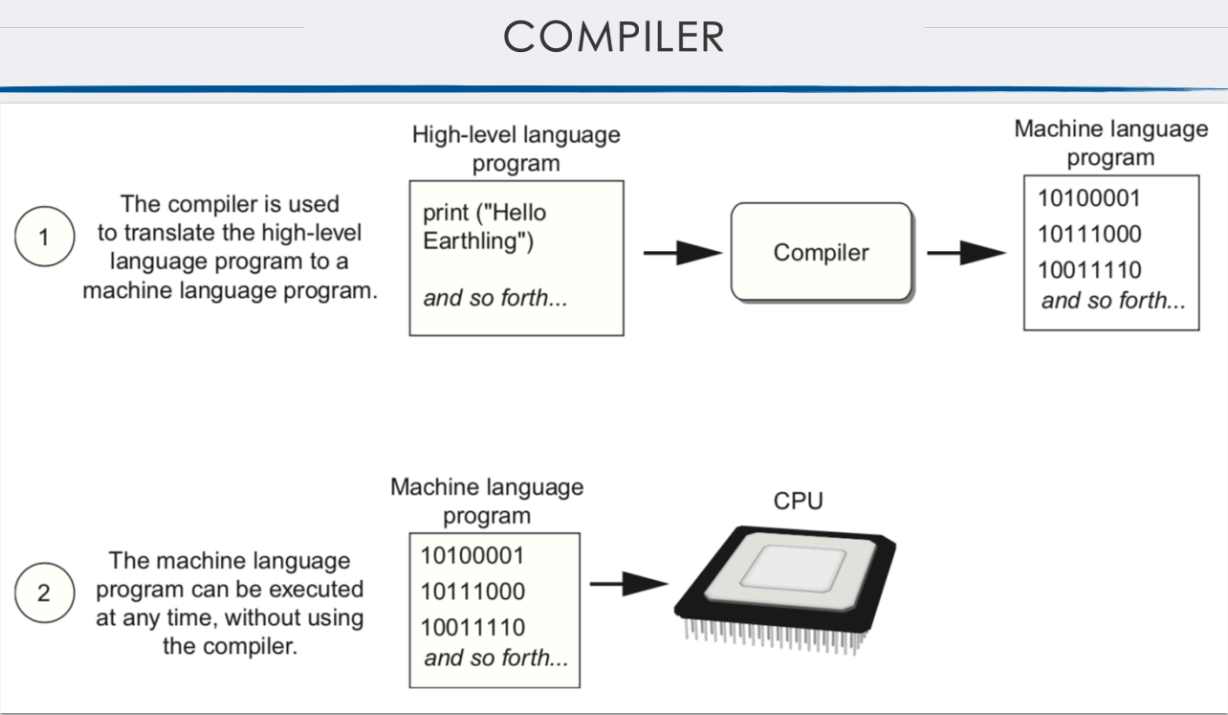 COMPILER
High-level language
program
Machine language
program
1
The compiler is used
to translate the high-level
language program to a
machine language program.
print ("Hello
Earthling")
and so forth...
Compiler
10100001
10111000
10011110
and so forth...
Machine language
program
CPU
2
The machine language
program can be executed
at any time, without using
the compiler.
10100001
10111000
10011110
and so forth...